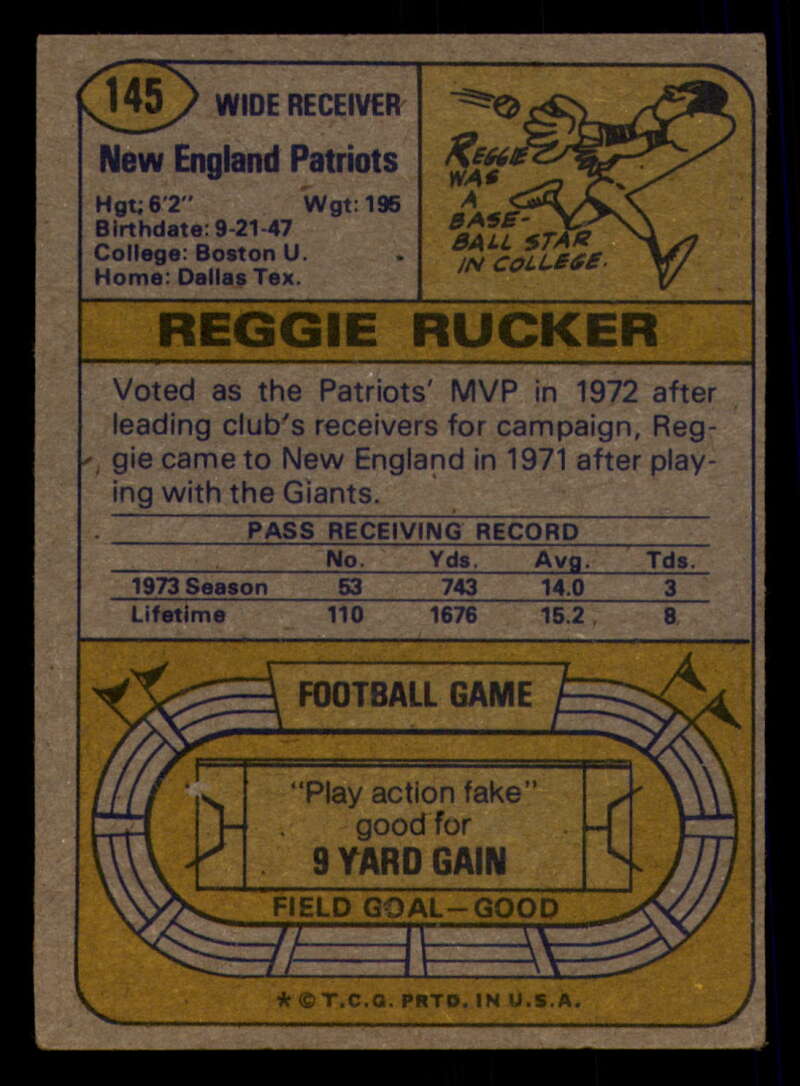 145
WIDE RECEIVER
New England Patriots
Hgt: 6'2" Wgt: 195
Birthdate: 9-21-47
College: Boston U.
Home: Dallas Tex.
REGGIE
WAS
A
BASE-
BALL STAR
IN COLLEGE.
REGGIE RUCKER
Voted as the Patriots' MVP in 1972 after
leading club's receivers for campaign, Reg-
gie came to New England in 1971 after play-
ing with the Giants.
PASS RECEIVING RECORD
No. Yds. Avg. Tds.
1973 Season 53 743 14.0 3
Lifetime 110 1676 15.2 8
FOOTBALL GAME
"Play action fake"
good for
9 YARD GAIN
FIELD GOAL—GOOD
* © T.C.G. PRTD. IN U.S.A.